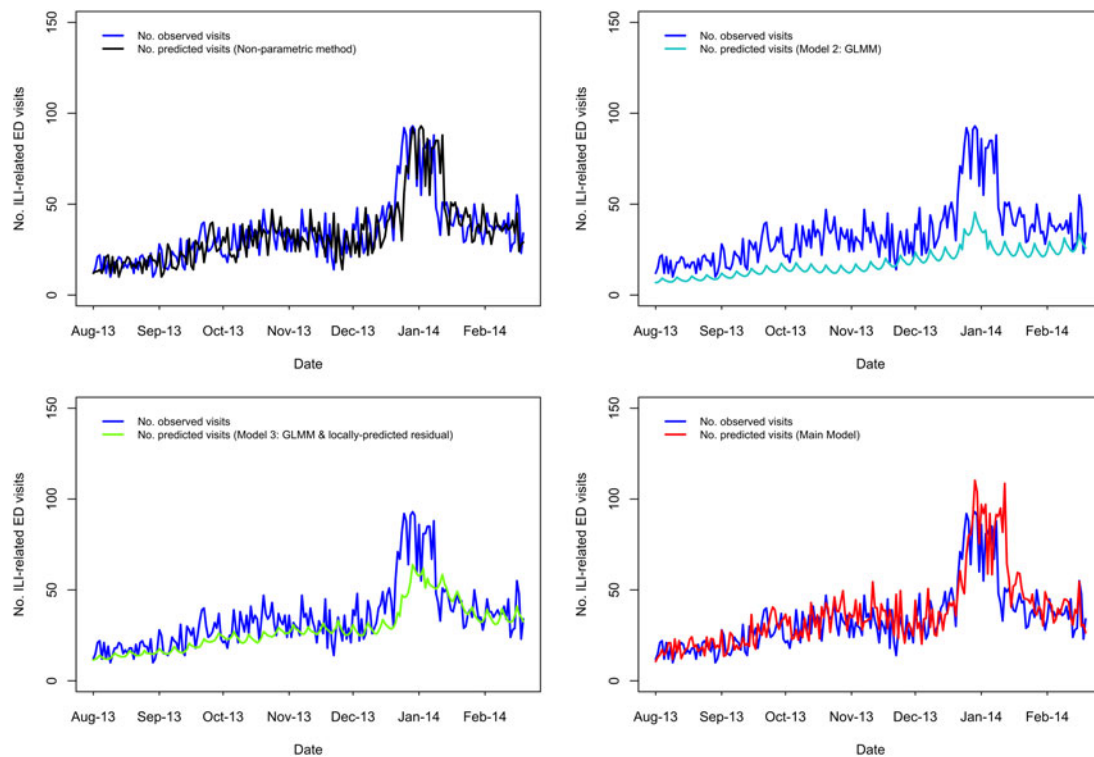 No. observed visits
No. predicted visits (Non-parametric method)
No. ILI-related ED visits
0
50
100
150
Aug-13 Sep-13 Oct-13 Nov-13 Dec-13 Jan-14 Feb-14
Date
No. observed visits
No. predicted visits (Model 2: GLMM)
No. ILI-related ED visits
0
50
100
150
Aug-13 Sep-13 Oct-13 Nov-13 Dec-13 Jan-14 Feb-14
Date
No. observed visits
No. predicted visits (Model 3: GLMM & locally-predicted residual)
No. ILI-related ED visits
0
50
100
150
Aug-13 Sep-13 Oct-13 Nov-13 Dec-13 Jan-14 Feb-14
Date
No. observed visits
No. predicted visits (Main Model)
No. ILI-related ED visits
0
50
100
150
Aug-13 Sep-13 Oct-13 Nov-13 Dec-13 Jan-14 Feb-14
Date